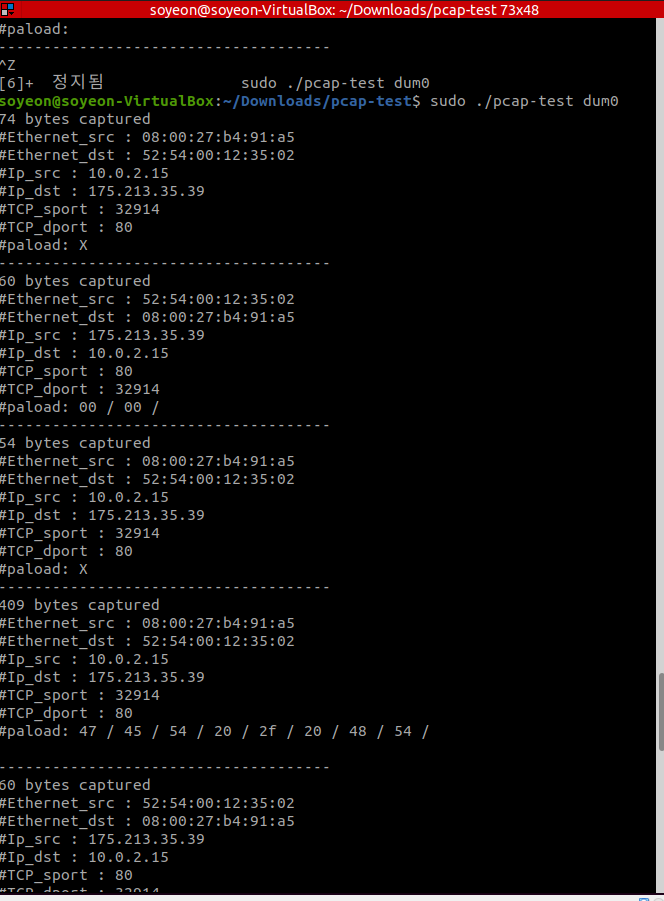 soyeon@soyeon-VirtualBox: ~/Downloads/pcap-test 73x48
#paload:
-------------------------------------
^Z
[6]+  정지됨               sudo ./pcap-test dum0
soyeon@soyeon-VirtualBox:~/Downloads/pcap-test$ sudo ./pcap-test dum0
74 bytes captured
#Ethernet_src : 08:00:27:b4:91:a5
#Ethernet_dst : 52:54:00:12:35:02
#Ip_src : 10.0.2.15
#Ip_dst : 175.213.35.39
#TCP_sport : 32914
#TCP_dport : 80
#paload: X
-------------------------------------
60 bytes captured
#Ethernet_src : 52:54:00:12:35:02
#Ethernet_dst : 08:00:27:b4:91:a5
#Ip_src : 175.213.35.39
#Ip_dst : 10.0.2.15
#TCP_sport : 80
#TCP_dport : 32914
#paload: 00 / 00 /
-------------------------------------
54 bytes captured
#Ethernet_src : 08:00:27:b4:91:a5
#Ethernet_dst : 52:54:00:12:35:02
#Ip_src : 10.0.2.15
#Ip_dst : 175.213.35.39
#TCP_sport : 32914
#TCP_dport : 80
#paload: X
-------------------------------------
409 bytes captured
#Ethernet_src : 08:00:27:b4:91:a5
#Ethernet_dst : 52:54:00:12:35:02
#Ip_src : 10.0.2.15
#Ip_dst : 175.213.35.39
#TCP_sport : 32914
#TCP_dport : 80
#paload: 47 / 45 / 54 / 20 / 2f / 20 / 48 / 54 /
-------------------------------------
60 bytes captured
#Ethernet_src : 52:54:00:12:35:02
#Ethernet_dst : 08:00:27:b4:91:a5
#Ip_src : 175.213.35.39
#Ip_dst : 10.0.2.15
#TCP_sport : 80
#TCP_dport : 32914